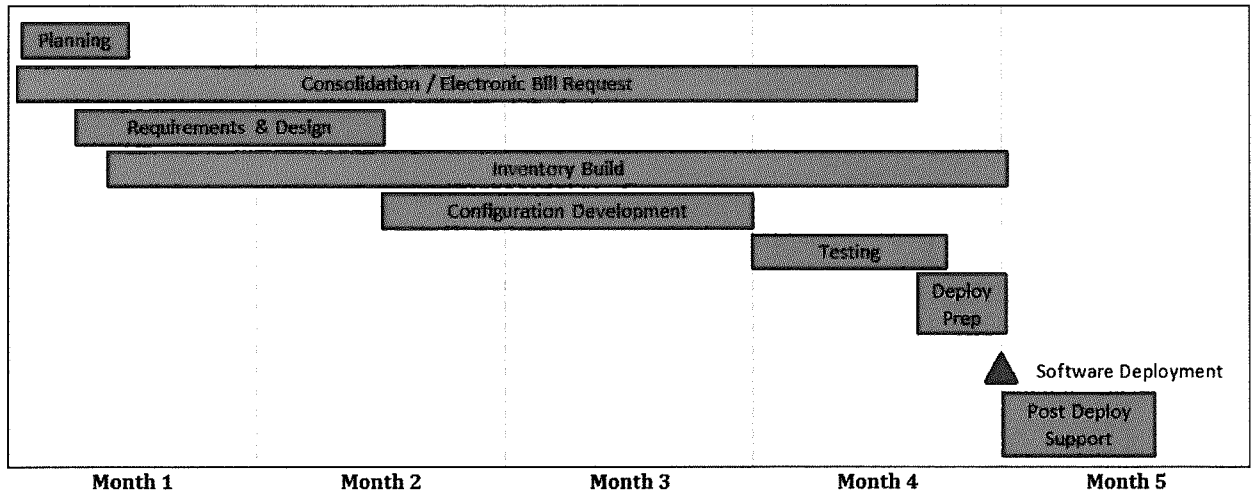 Planning
Consolidation / Electronic Bill Request
Requirements & Design
Inventory Build
Configuration Development
Testing
Deploy
Prep
Software Deployment
Post Deploy
Support
Month 1 Month 2 Month 3 Month 4 Month 5